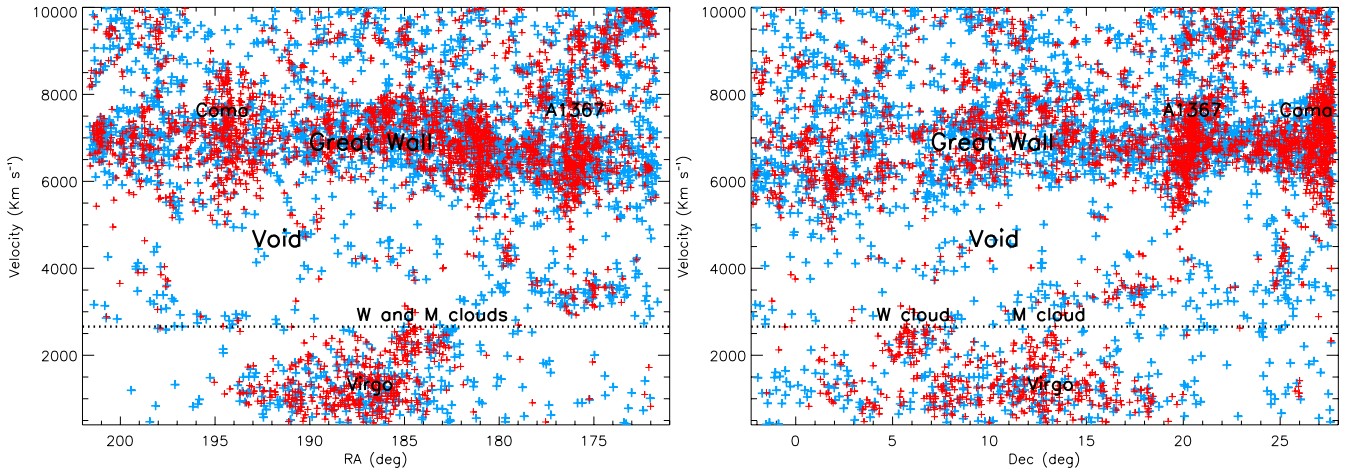 10000
8000
6000
4000
2000
Velocity (Km s⁻¹)
Coma
A1367
Great Wall
Void
W and M clouds
Virgo
200 195 190 185 180 175
RA (deg)
10000
8000
6000
4000
2000
Velocity (Km s⁻¹)
A1367
Coma
Great Wall
Void
W cloud M cloud
Virgo
0 5 10 15 20 25
Dec (deg)